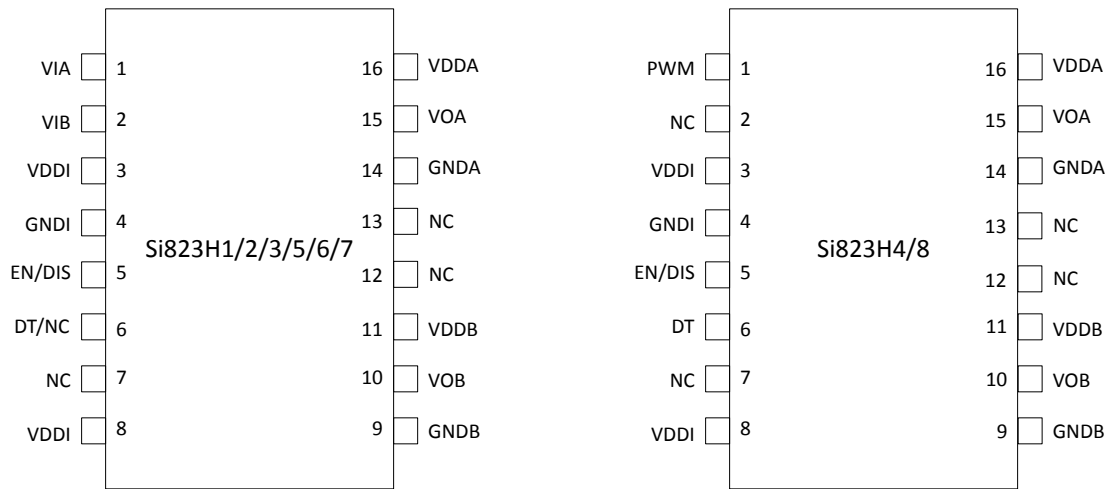 VIA 1 16 VDDA
VIB 2 15 VOA
VDDI 3 14 GNDA
GNDI 4 13 NC
Si823H1/2/3/5/6/7
EN/DIS 5 12 NC
DT/NC 6 11 VDDB
NC 7 10 VOB
VDDI 8 9 GNDB
PWM 1 16 VDDA
NC 2 15 VOA
VDDI 3 14 GNDA
GNDI 4 13 NC
Si823H4/8
EN/DIS 5 12 NC
DT 6 11 VDDB
NC 7 10 VOB
VDDI 8 9 GNDB